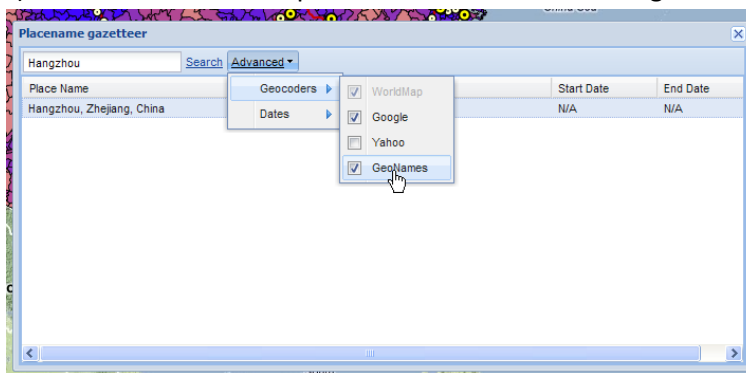 Placename gazetteer
Hangzhou Search Advanced
Place Name Start Date End Date
Hangzhou, Zhejiang, China N/A N/A
Geocoders
Dates
WorldMap
Google
Yahoo
GeoNames